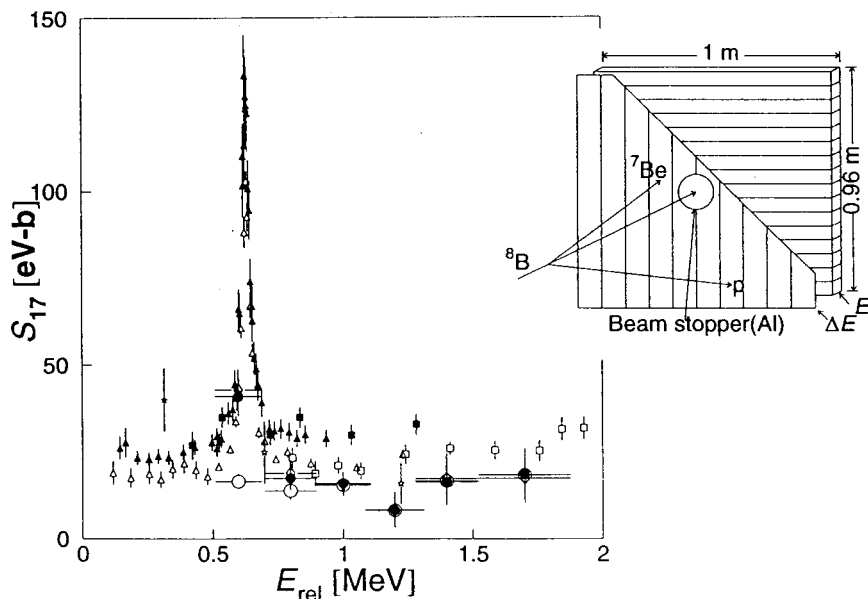 150
100
50
0
S17 [eV-b]
0
0.5
1
1.5
2
Erel [MeV]
1 m
0.96 m
7Be
8B
p
Beam stopper(Al)
ΔE
E